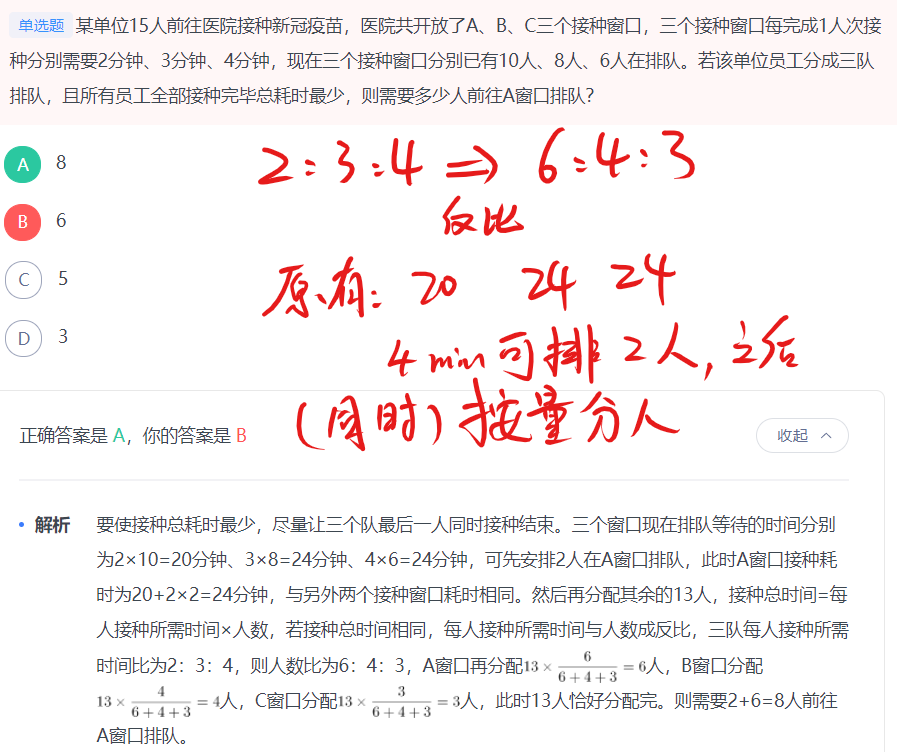 单选题 某单位15人前往医院接种新冠疫苗，医院共开放了A、B、C三个接种窗口，三个接种窗口每完成1人次接
种分别需要2分钟、3分钟、4分钟，现在三个接种窗口分别已有10人、8人、6人在排队。若该单位员工分成三队
排队，且所有员工全部接种完毕总耗时最少，则需要多少人前往A窗口排队？
A 8
B 6
C 5
D 3
2:3:4 ⇒ 6:4:3
反比
原有: 20 24 24
4min可排2人, 之后
(同时) 按量分人
正确答案是 A，你的答案是 B
收起
• 解析 要使接种总耗时最少，尽量让三个队最后一人同时接种结束。三个窗口现在排队等待的时间分别
为2×10=20分钟、3×8=24分钟、4×6=24分钟，可先安排2人在A窗口排队，此时A窗口接种耗
时为20+2×2=24分钟，与另外两个接种窗口耗时相同。然后再分配其余的13人，接种总时间=每
人接种所需时间×人数，若接种总时间相同，每人接种所需时间与人数成反比，三队每人接种所需
时间比为2：3：4，则人数比为6：4：3，A窗口再分配13 × 6/(6+4+3) = 6人，B窗口分配
13 × 4/(6+4+3) = 4人，C窗口分配13 × 3/(6+4+3) = 3人，此时13人恰好分配完。则需要2+6=8人前往
A窗口排队。